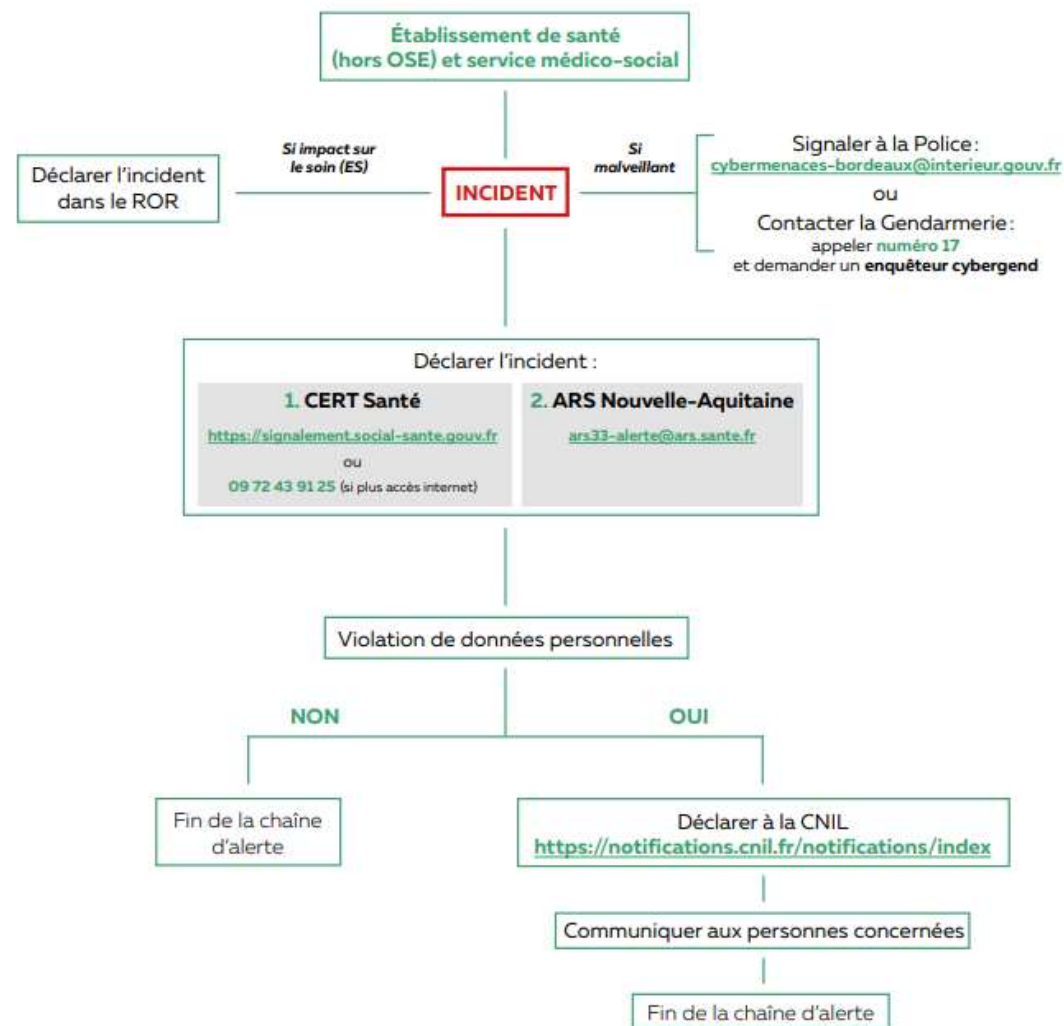 Établissement de santé
(hors OSE) et service médico-social
Si impact sur
le soin (ES)
Si
malveillant
Déclarer l'incident
dans le ROR
INCIDENT
Signaler à la Police :
cybermenaces-bordeaux@interieur.gouv.fr
ou
Contacter la Gendarmerie :
appeler numéro 17
et demander un enquêteur cybergend
Déclarer l'incident :
1. CERT Santé
https://signalement.social-sante.gouv.fr
ou
09 72 43 91 25 (si plus accès internet)
2. ARS Nouvelle-Aquitaine
ars33-alerte@ars.sante.fr
Violation de données personnelles
NON
OUI
Fin de la chaîne
d'alerte
Déclarer à la CNIL
https://notifications.cnil.fr/notifications/index
Communiquer aux personnes concernées
Fin de la chaîne d'alerte